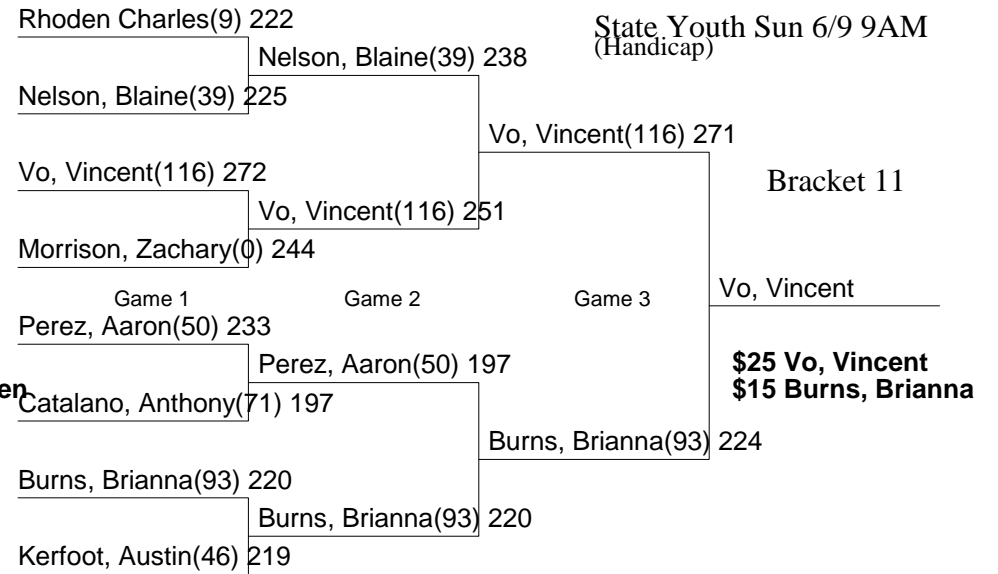 Rhoden Charles(9) 222
State Youth Sun 6/9 9AM
(Handicap)
Nelson, Blaine(39) 238
Nelson, Blaine(39) 225
Vo, Vincent(116) 271
Vo, Vincent(116) 272
Bracket 11
Vo, Vincent(116) 251
Morrison, Zachary(0) 244
Game 1
Game 2
Game 3
Vo, Vincent
Perez, Aaron(50) 233
Perez, Aaron(50) 197
$25 Vo, Vincent
$15 Burns, Brianna
en
Catalano, Anthony(71) 197
Burns, Brianna(93) 224
Burns, Brianna(93) 220
Burns, Brianna(93) 220
Kerfoot, Austin(46) 219